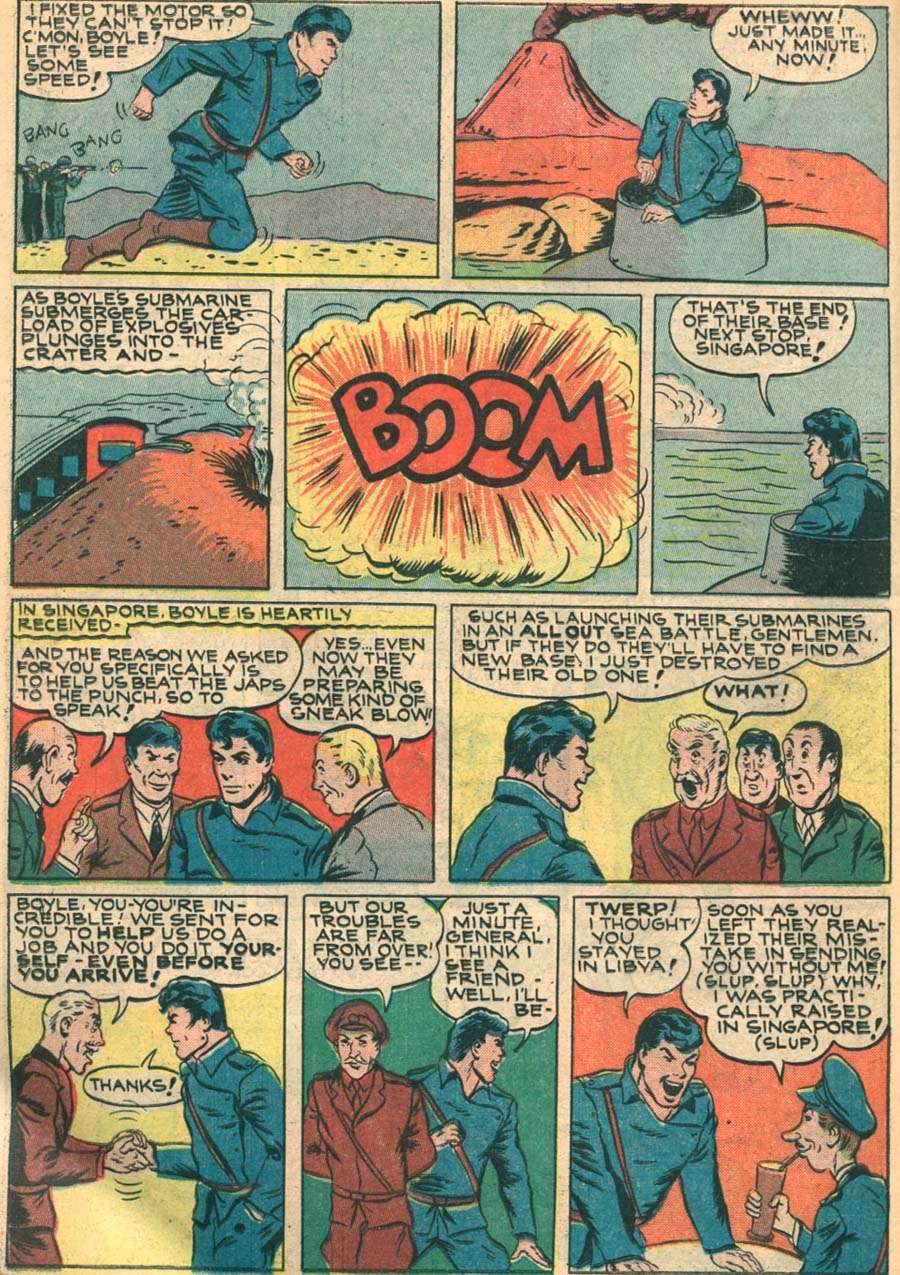 I FIXED THE MOTOR SO
THEY CAN'T STOP IT!
C'MON, BOYLE!
LET'S SEE
SOME
SPEED!
BANG
BANG
WHEWW!
JUST MADE IT...
ANY MINUTE,
NOW!
AS BOYLE'S SUBMARINE
SUBMERGES THE CAR-
LOAD OF EXPLOSIVES
PLUNGES INTO THE
CRATER AND-
BOOM
THAT'S THE END
OF THEIR BASE!
NEXT STOP,
SINGAPORE!
IN SINGAPORE, BOYLE IS HEARTILY
RECEIVED-
AND THE REASON WE ASKED
FOR YOU SPECIFICALLY IS
TO HELP US BEAT THE JAPS
TO THE PUNCH, SO TO
SPEAK!
YES...EVEN
NOW THEY
MAY BE
PREPARING
SOME KIND OF
SNEAK BLOW!
SUCH AS LAUNCHING THEIR SUBMARINES
IN AN ALL OUT SEA BATTLE, GENTLEMEN.
BUT IF THEY DO THEY'LL HAVE TO FIND A
NEW BASE! I JUST DESTROYED
THEIR OLD ONE!
WHAT!
BOYLE, YOU-YOU'RE IN-
CREDIBLE! WE SENT FOR
YOU TO HELP US DO A
JOB AND YOU DO IT YOUR-
SELF-EVEN BEFORE
YOU ARRIVE!
THANKS!
BUT OUR
TROUBLES
ARE FAR
FROM OVER!
YOU SEE--
JUST A
MINUTE,
GENERAL,
I THINK I
SEE A
FRIEND-
WELL, I'LL
BE-
TWERP!
I THOUGHT
YOU
STAYED
IN LIBYA!
SOON AS YOU
LEFT THEY REAL-
IZED THEIR MIS-
TAKE IN SENDING
YOU WITHOUT ME!
(SLUP, SLUP) WHY,
I WAS PRACTI-
CALLY RAISED
IN SINGAPORE!
(SLUP)